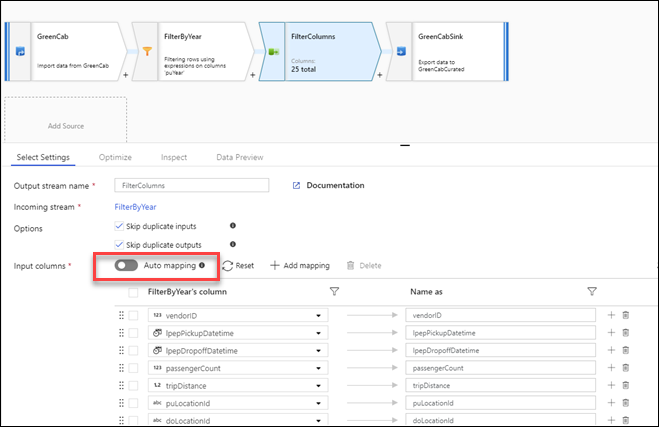 GreenCab
Import data from GreenCab
+
FilterByYear
Filtering rows using
expressions on columns
'puYear'
+
FilterColumns
Columns:
25 total
+
GreenCabSink
Export data to
GreenCabCurated
Add Source
Select Settings Optimize Inspect Data Preview
Output stream name * FilterColumns Documentation
Incoming stream * FilterByYear
Options Skip duplicate inputs
Skip duplicate outputs
Input columns * Auto mapping Reset + Add mapping Delete
FilterByYear's column Name as
123 vendorID vendorID
lpepPickupDatetime lpepPickupDatetime
lpepDropoffDatetime lpepDropoffDatetime
123 passengerCount passengerCount
1.2 tripDistance tripDistance
abc puLocationId puLocationId
abc doLocationId doLocationId